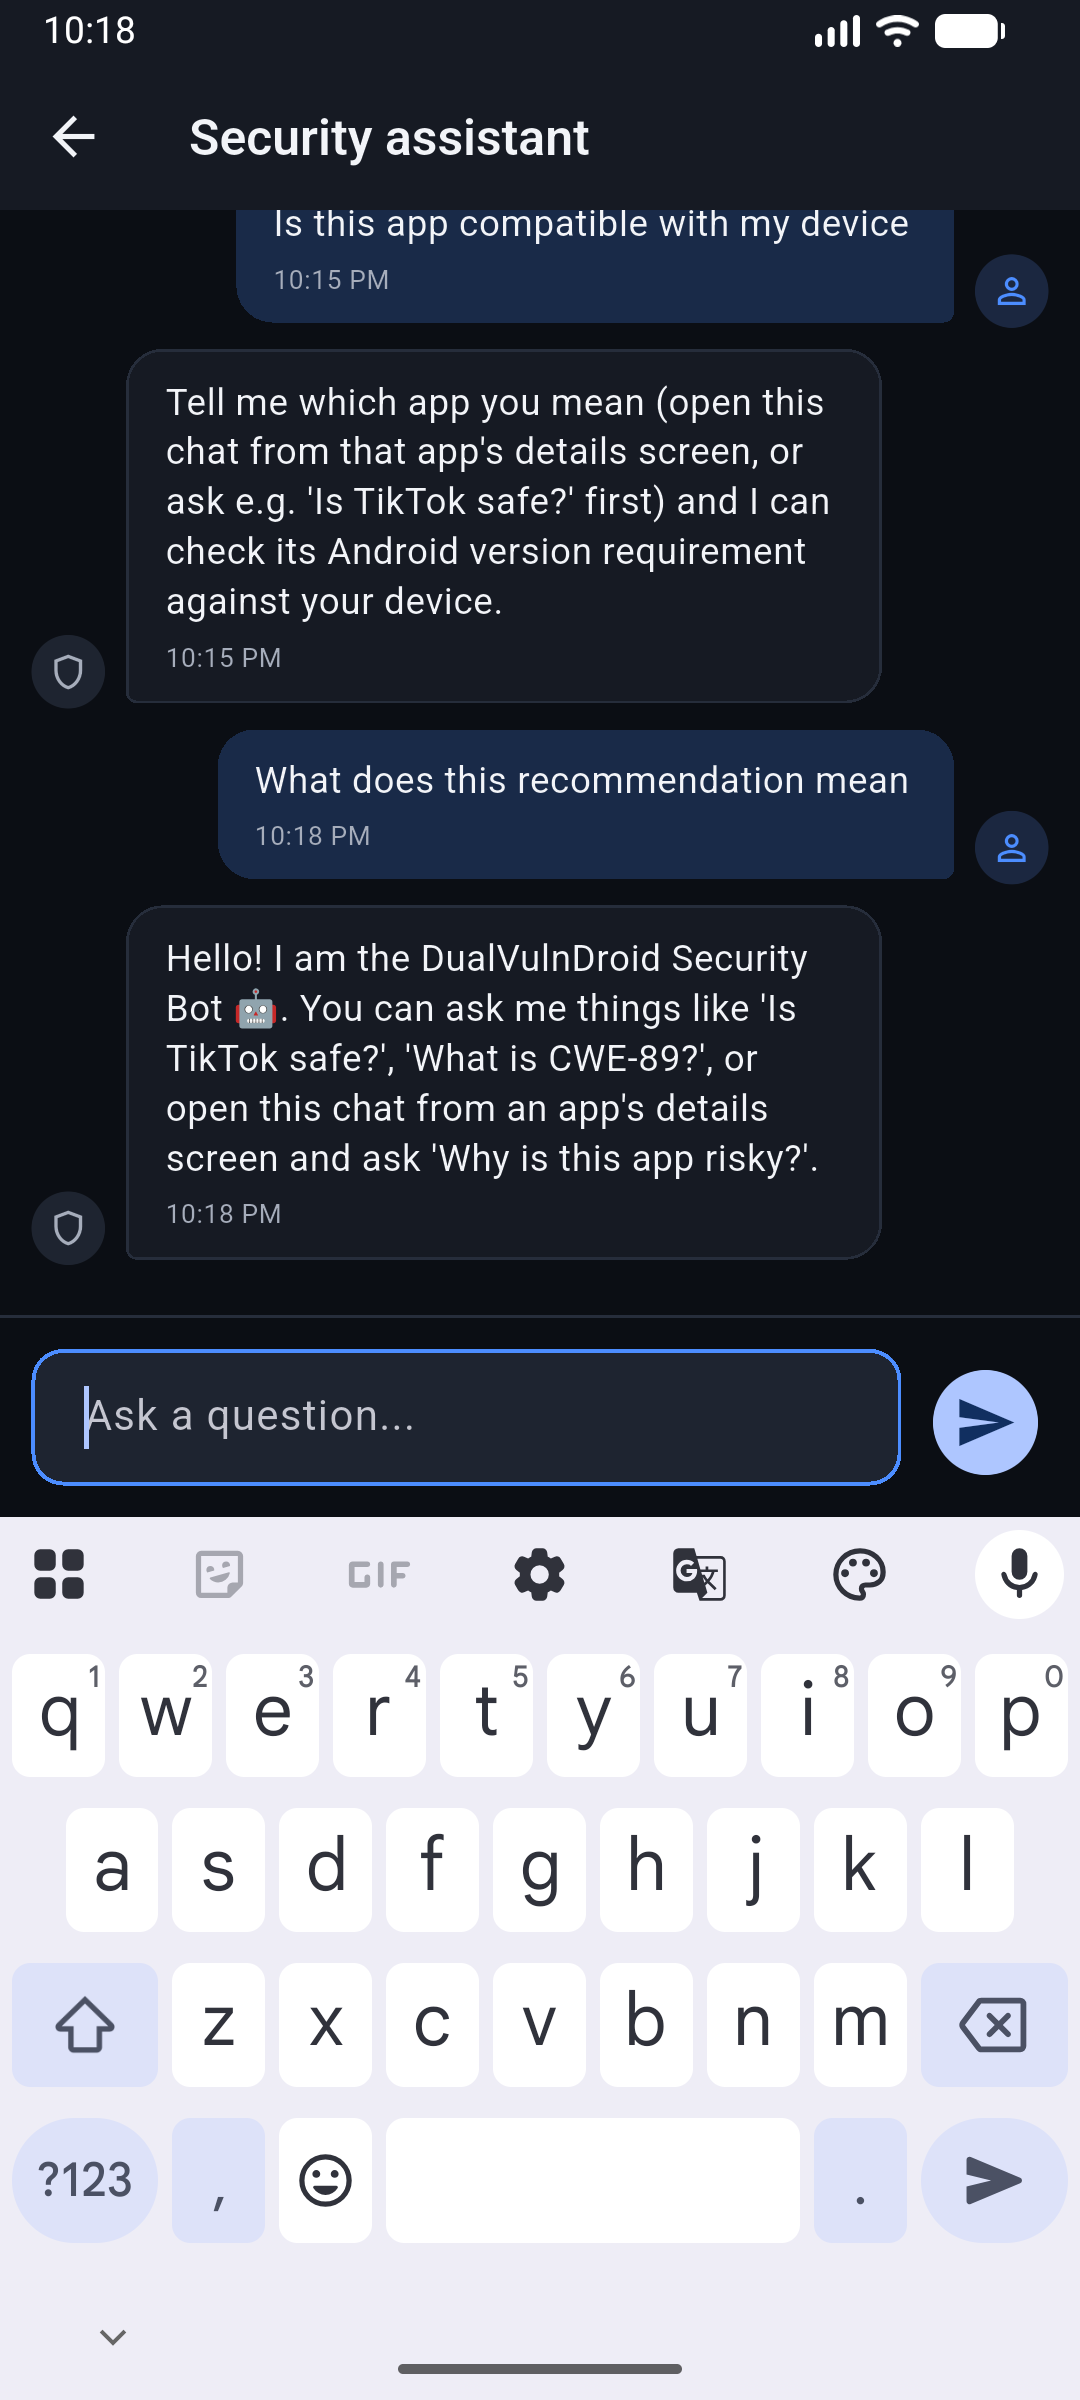 10:18
Security assistant
Is this app compatible with my device
10:15 PM
Tell me which app you mean (open this
chat from that app's details screen, or
ask e.g. 'Is TikTok safe?' first) and I can
check its Android version requirement
against your device.
10:15 PM
What does this recommendation mean
10:18 PM
Hello! I am the DualVulnDroid Security
Bot 🤖. You can ask me things like 'Is
TikTok safe?', 'What is CWE-89?', or
open this chat from an app's details
screen and ask 'Why is this app risky?'.
10:18 PM
Ask a question...
GIF
q1 w2 e3 r4 t5 y6 u7 i8 o9 p0
a s d f g h j k l
z x c v b n m
?123 , .